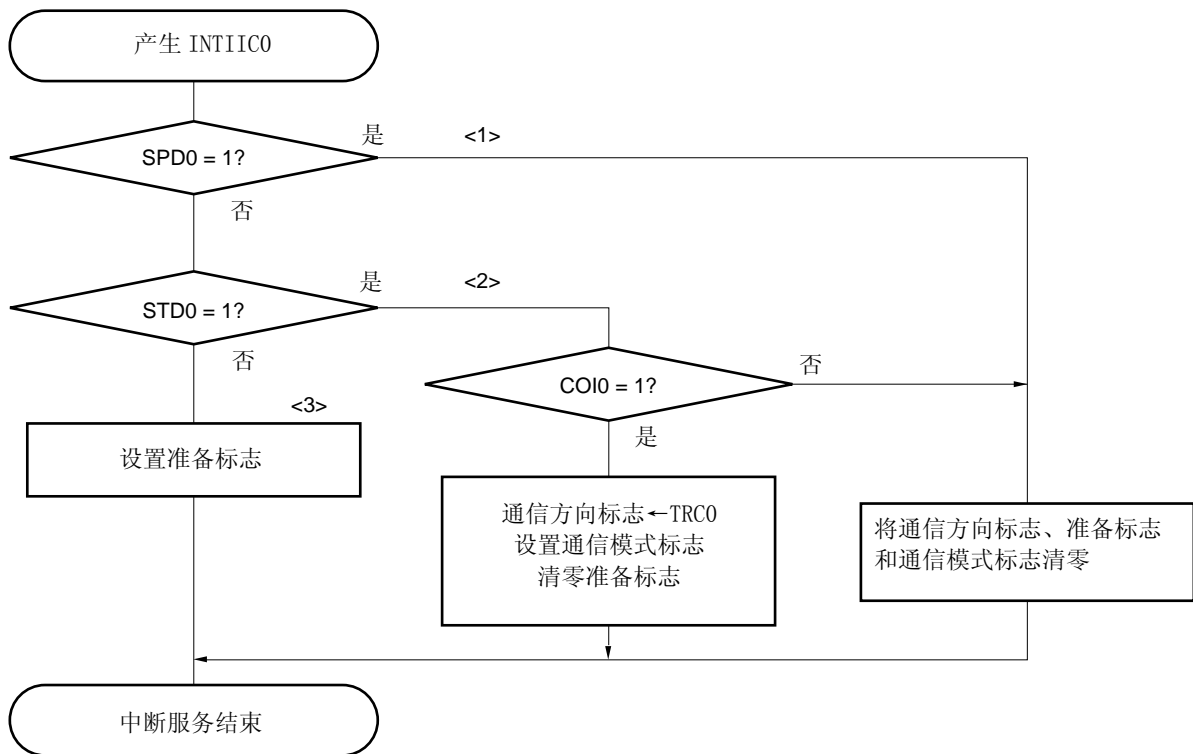 产生 INTIIC0
是
<1>
SPD0 = 1?
否
是
<2>
STD0 = 1?
否
否
COI0 = 1?
<3>
是
设置准备标志
通信方向标志←TRC0
设置通信模式标志
清零准备标志
将通信方向标志、准备标志
和通信模式标志清零
中断服务结束